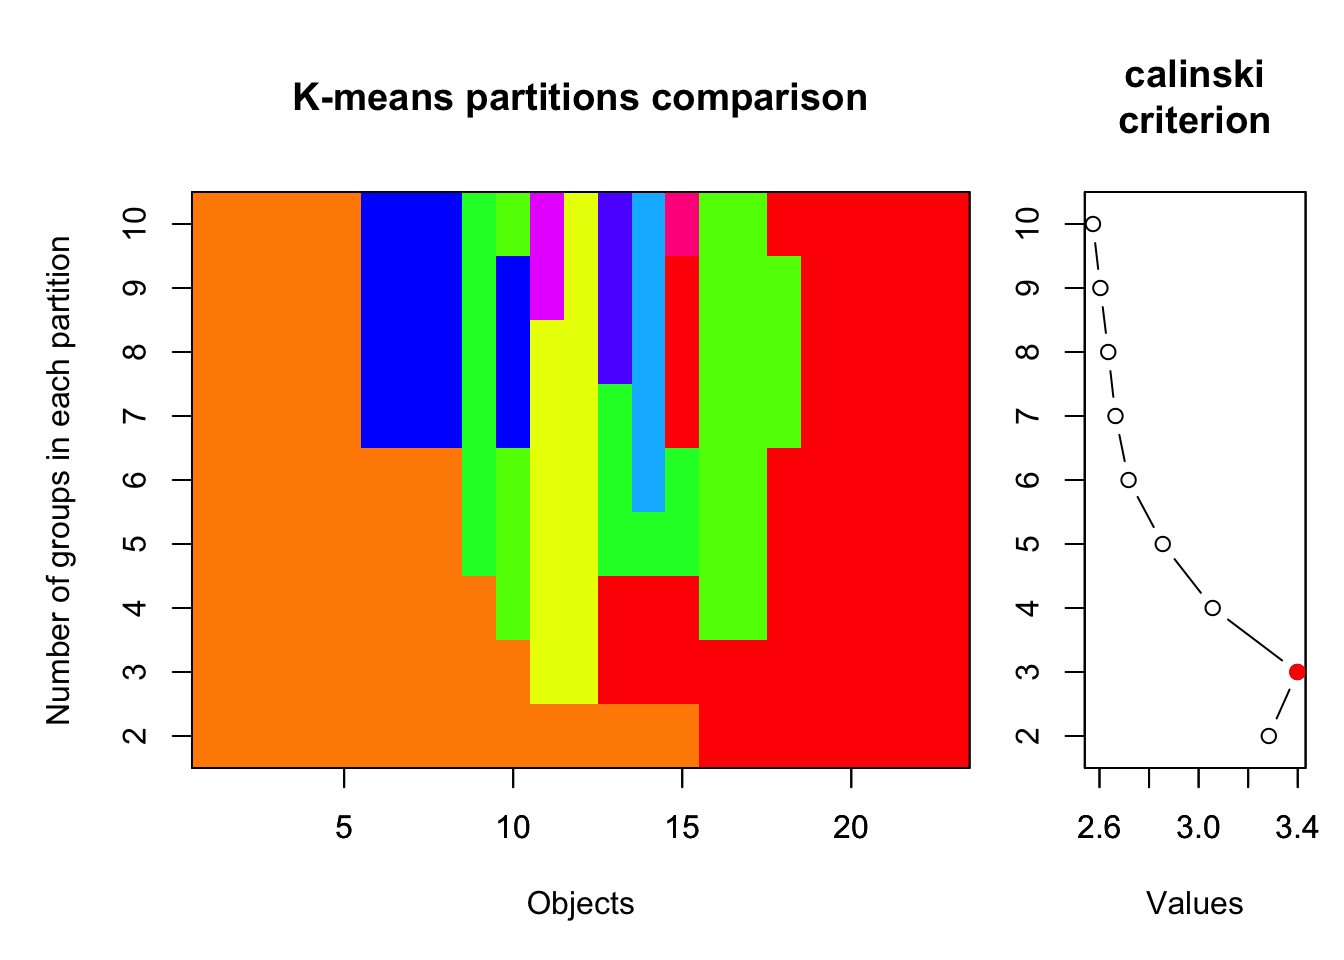 K-means partitions comparison
calinski
criterion
Number of groups in each partition
10
9
8
7
6
5
4
3
2
5 10 15 20
Objects
10
9
8
7
6
5
4
3
2
2.6 3.0 3.4
Values